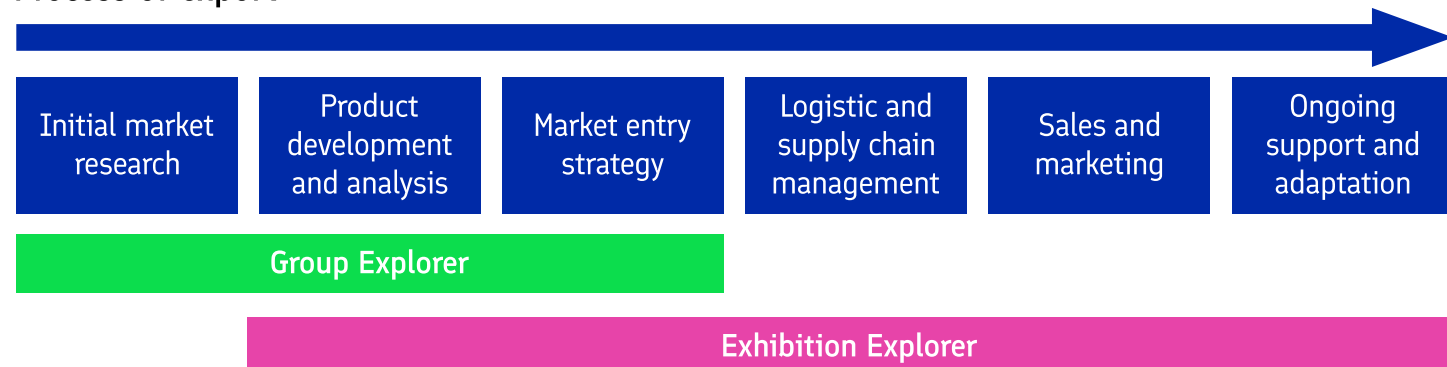 Initial market
research
Product
development
and analysis
Market entry
strategy
Logistic and
supply chain
management
Sales and
marketing
Ongoing
support and
adaptation
Group Explorer
Exhibition Explorer